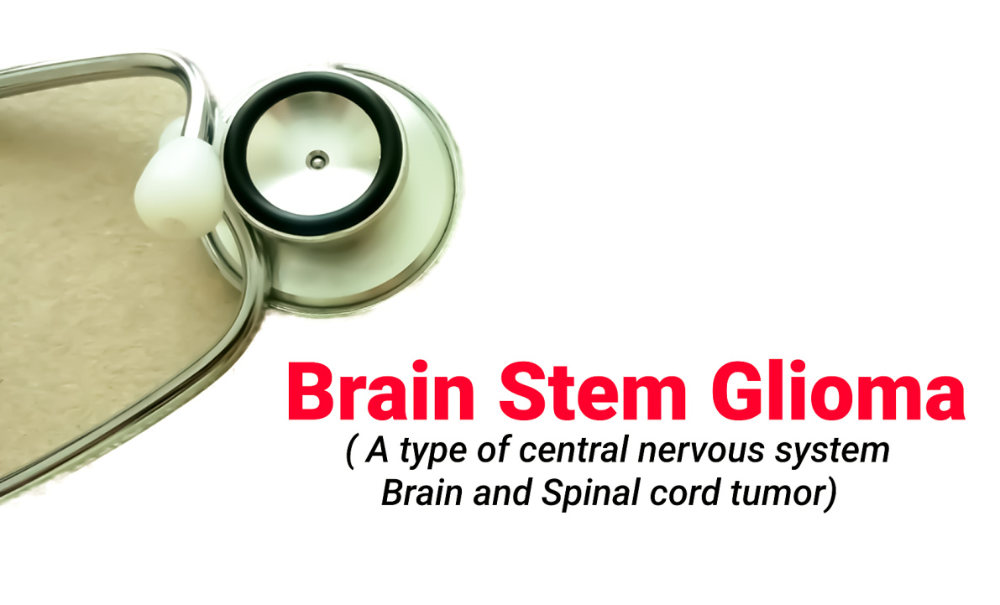 Brain Stem Glioma
( A type of central nervous system
Brain and Spinal cord tumor)